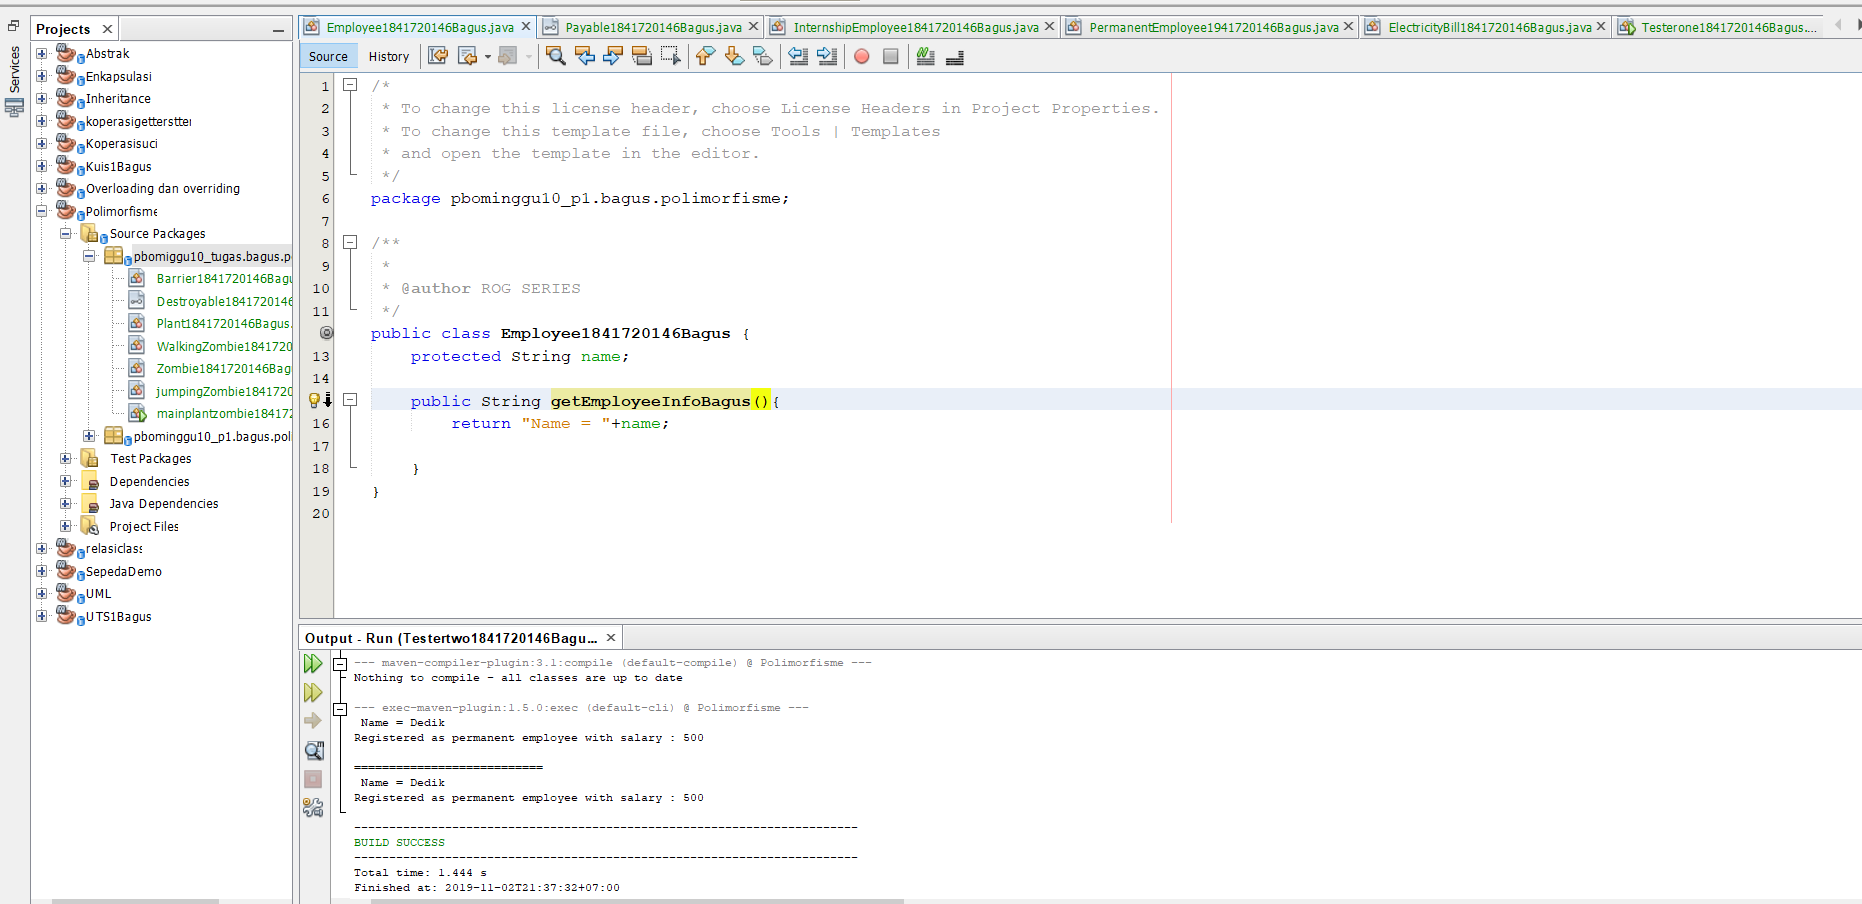 Services
Projects
Abstrak
Enkapsulasi
Inheritance
koperasigetterstter
Koperasisuci
Kuis1Bagus
Overloading dan overriding
Polimorfisme
Source Packages
pbomiggu10_tugas.bagus.p
Barrier1841720146Bagu
Destroyable184172014
Plant1841720146Bagus.
WalkingZombie1841720
Zombie1841720146Bag
jumpingZombie1841720
mainplantzombie184172
pbominggu10_p1.bagus.pol
Test Packages
Dependencies
Java Dependencies
Project Files
relasiclass
SepedaDemo
UML
UTS1Bagus
Employee1841720146Bagus.java Payable1841720146Bagus.java InternshipEmployee1841720146Bagus.java PermanentEmployee1941720146Bagus.java ElectricityBill1841720146Bagus.java Testerone1841720146Bagus....
Source History
1 /*
2 * To change this license header, choose License Headers in Project Properties.
3 * To change this template file, choose Tools | Templates
4 * and open the template in the editor.
5 */
6 package pbominggu10_p1.bagus.polimorfisme;
7
8 /**
9 *
10 * @author ROG SERIES
11 */
public class Employee1841720146Bagus {
13 protected String name;
14
public String getEmployeeInfoBagus(){
16 return "Name = "+name;
17
18 }
19 }
20
Output - Run (Testertwo1841720146Bagu...
--- maven-compiler-plugin:3.1:compile (default-compile) @ Polimorfisme ---
Nothing to compile - all classes are up to date
--- exec-maven-plugin:1.5.0:exec (default-cli) @ Polimorfisme ---
Name = Dedik
Registered as permanent employee with salary : 500
===========================
Name = Dedik
Registered as permanent employee with salary : 500
------------------------------------------------------------------------
BUILD SUCCESS
------------------------------------------------------------------------
Total time: 1.444 s
Finished at: 2019-11-02T21:37:32+07:00